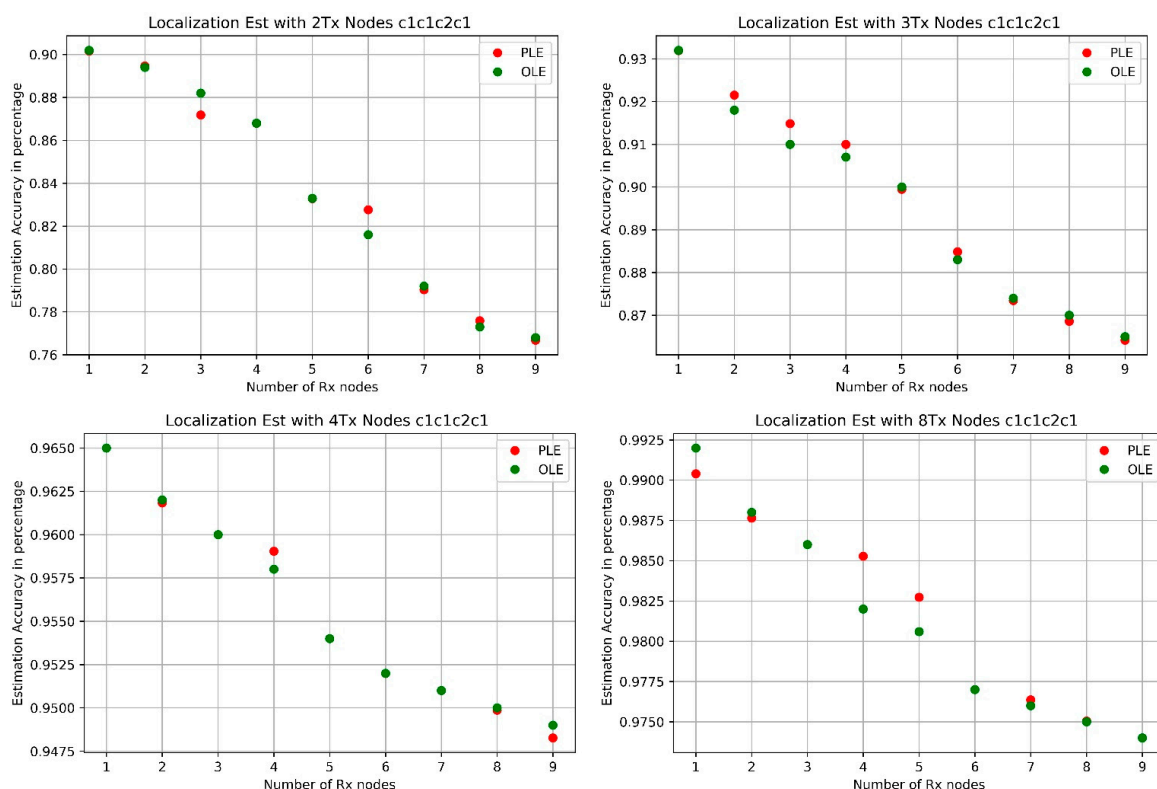 Localization Est with 2Tx Nodes c1c1c2c1
PLE
OLE
Estimation Accuracy in percentage
0.90
0.88
0.86
0.84
0.82
0.80
0.78
0.76
1 2 3 4 5 6 7 8 9
Number of Rx nodes
Localization Est with 3Tx Nodes c1c1c2c1
PLE
OLE
Estimation Accuracy in percentage
0.93
0.92
0.91
0.90
0.89
0.88
0.87
1 2 3 4 5 6 7 8 9
Number of Rx nodes
Localization Est with 4Tx Nodes c1c1c2c1
PLE
OLE
Estimation Accuracy in percentage
0.9650
0.9625
0.9600
0.9575
0.9550
0.9525
0.9500
0.9475
1 2 3 4 5 6 7 8 9
Number of Rx nodes
Localization Est with 8Tx Nodes c1c1c2c1
PLE
OLE
Estimation Accuracy in percentage
0.9925
0.9900
0.9875
0.9850
0.9825
0.9800
0.9775
0.9750
1 2 3 4 5 6 7 8 9
Number of Rx nodes